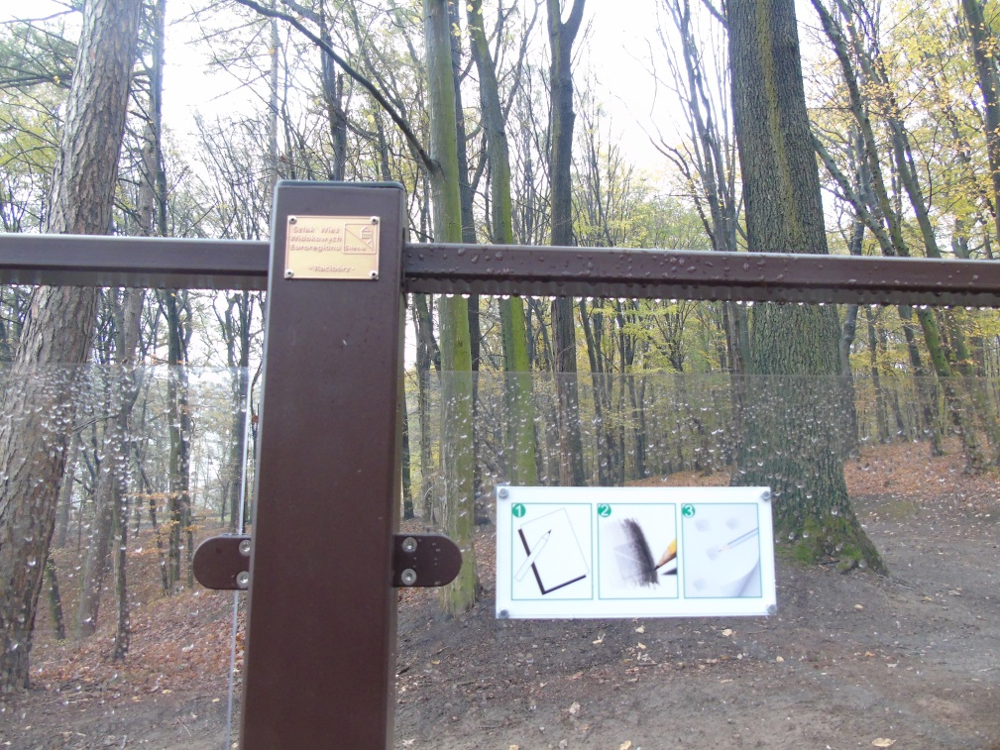 Szlak Wież
Widokowych
Euroregionu Silesia
-Racibórz-
1 2 3